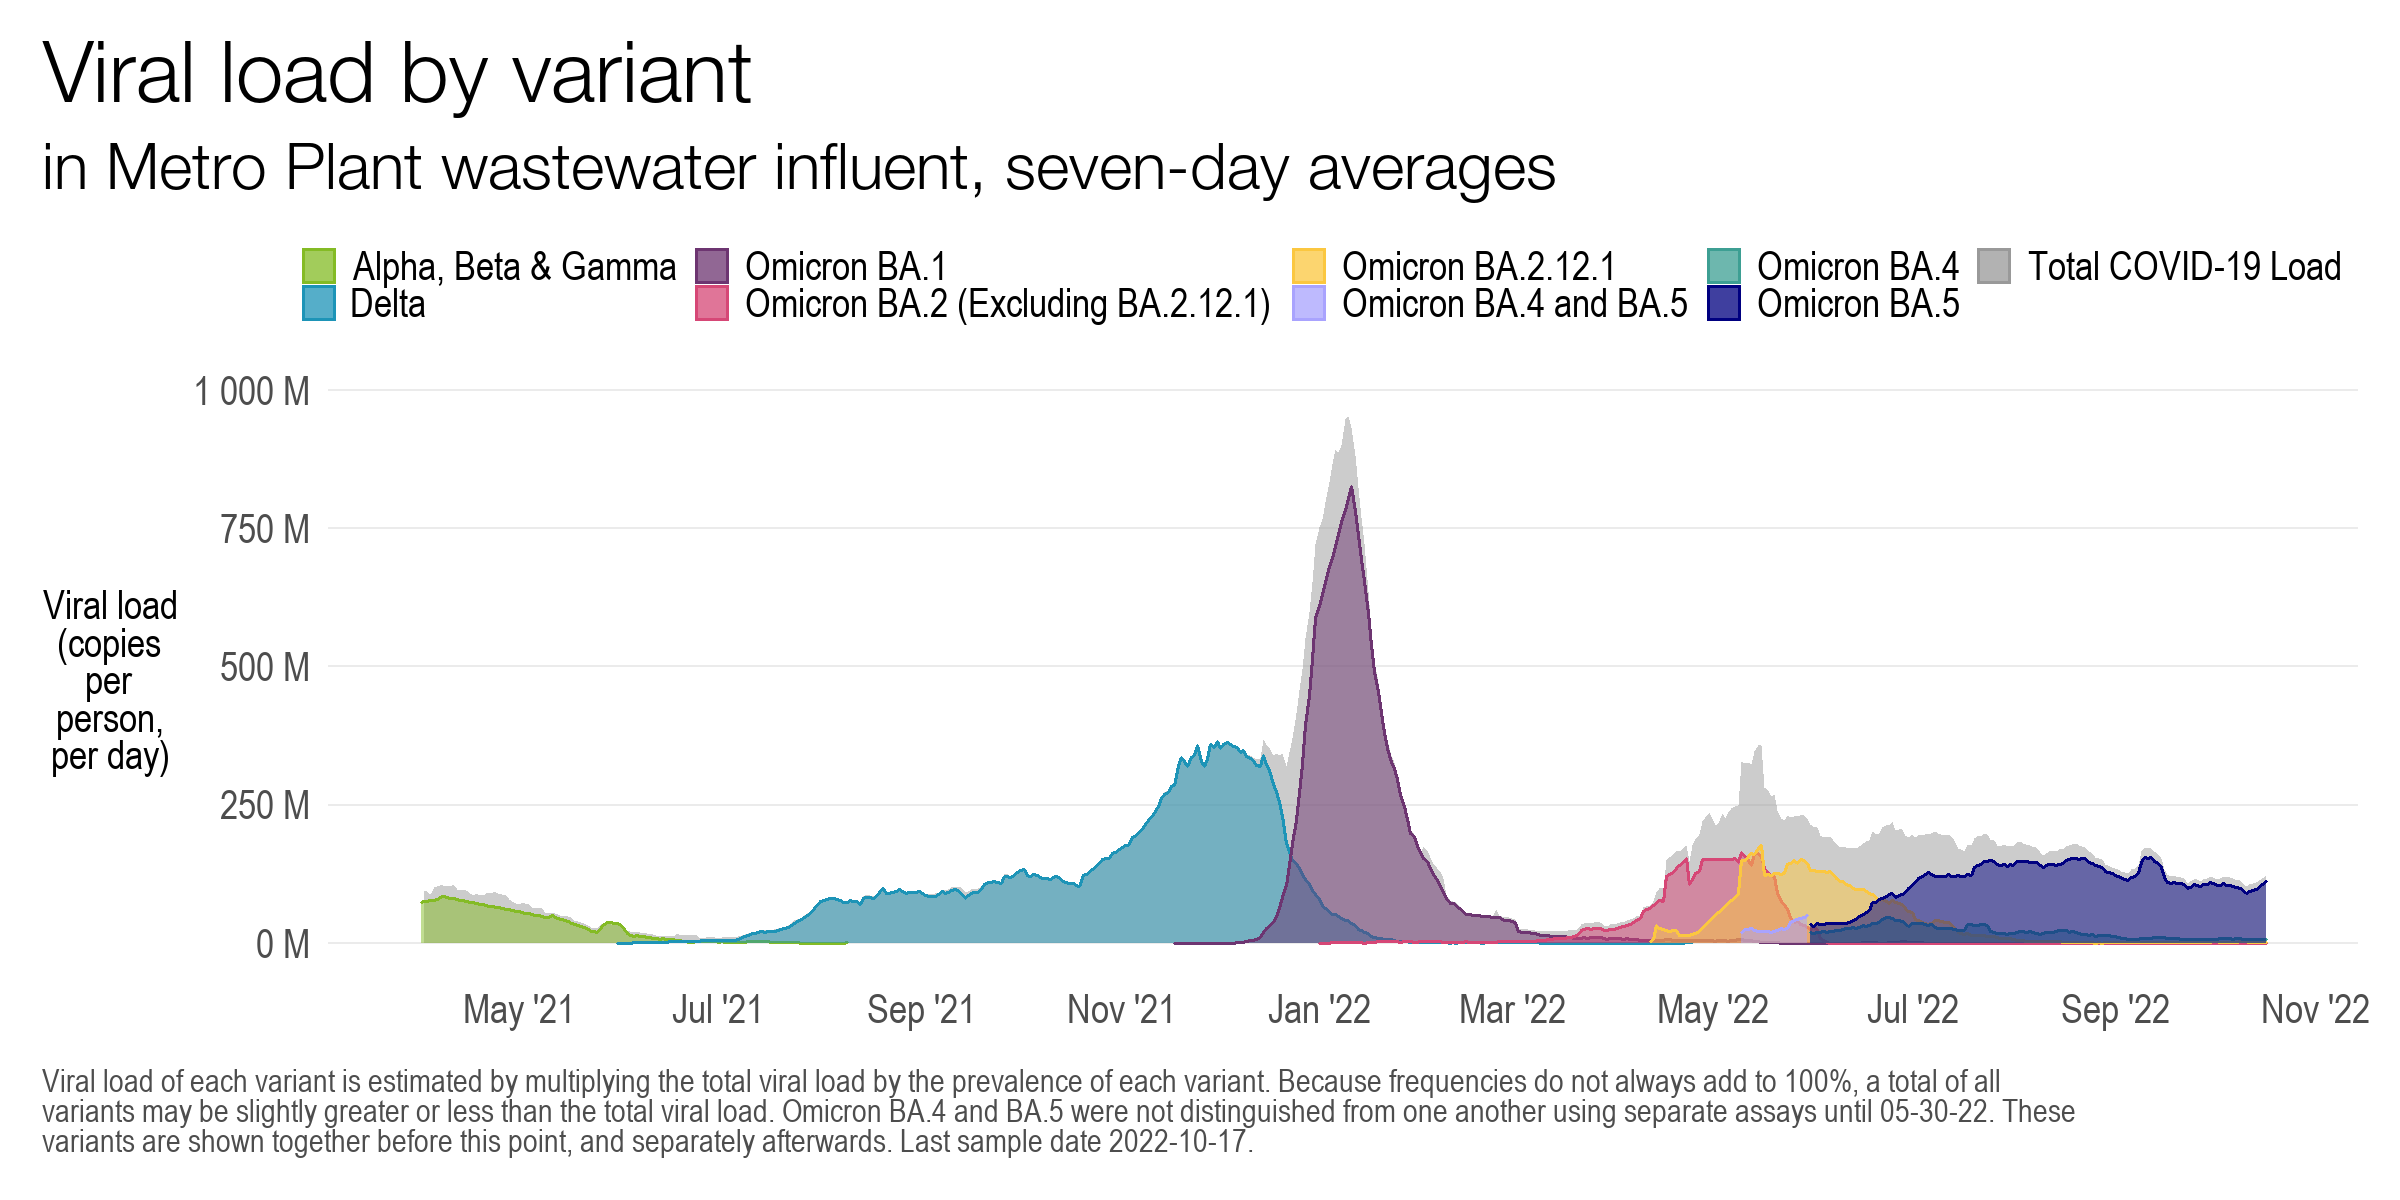 Viral load by variant
in Metro Plant wastewater influent, seven-day averages
Alpha, Beta & Gamma
Delta
Omicron BA.1
Omicron BA.2 (Excluding BA.2.12.1)
Omicron BA.2.12.1
Omicron BA.4 and BA.5
Omicron BA.4
Omicron BA.5
Total COVID-19 Load
Viral load
(copies
per
person,
per day)
1 000 M
750 M
500 M
250 M
0 M
May '21
Jul '21
Sep '21
Nov '21
Jan '22
Mar '22
May '22
Jul '22
Sep '22
Nov '22
Viral load of each variant is estimated by multiplying the total viral load by the prevalence of each variant. Because frequencies do not always add to 100%, a total of all
variants may be slightly greater or less than the total viral load. Omicron BA.4 and BA.5 were not distinguished from one another using separate assays until 05-30-22. These
variants are shown together before this point, and separately afterwards. Last sample date 2022-10-17.